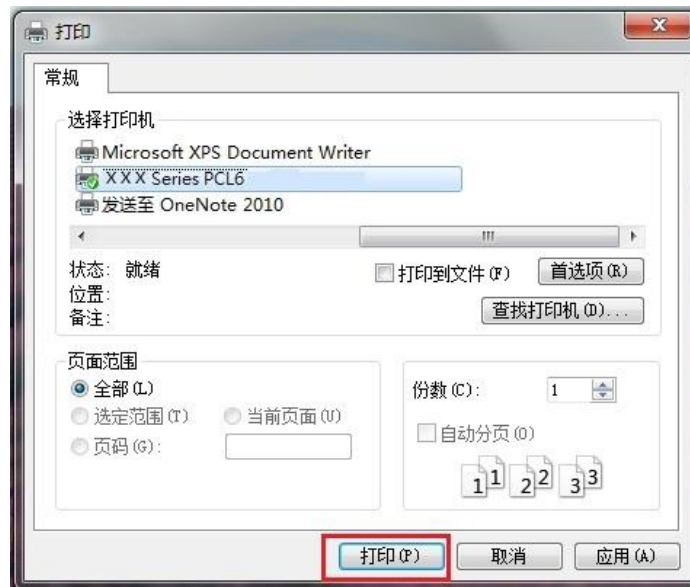 打印
常规
选择打印机
Microsoft XPS Document Writer
XXX Series PCL6
发送至 OneNote 2010
状态: 就绪
打印到文件(F)
首选项(R)
位置:
备注:
查找打印机(D)...
页面范围
全部(L)
选定范围(T)
当前页面(U)
页码(G):
份数(C): 1
自动分页(O)
1 1 2 2 3 3
打印(P)
取消
应用(A)